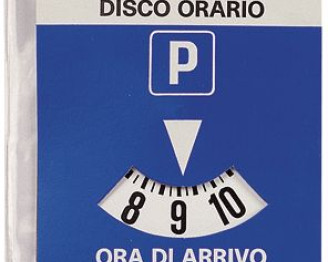 DISCO ORARIO
P
8 9 10
ORA DI ARRIVO